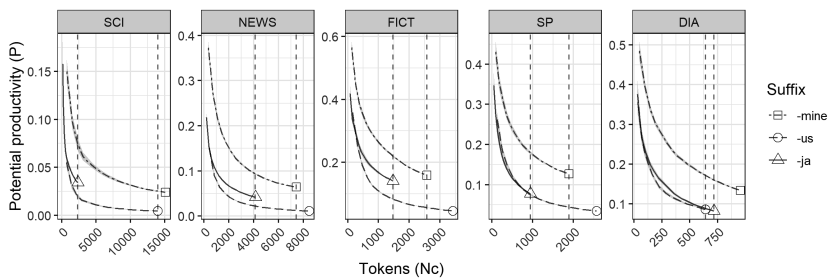 SCI NEWS FICT SP DIA
Potential productivity (P)
0.15
0.10
0.05
0.00
0 5000 10000 15000
0.4
0.3
0.2
0.1
0.0
0 2000 4000 6000 8000
0.6
0.4
0.2
0 1000 2000 3000
0.4
0.3
0.2
0.1
0 1000 2000
0.5
0.4
0.3
0.2
0.1
0 250 500 750
Tokens (Nc)
Suffix
-mine
-us
-ja